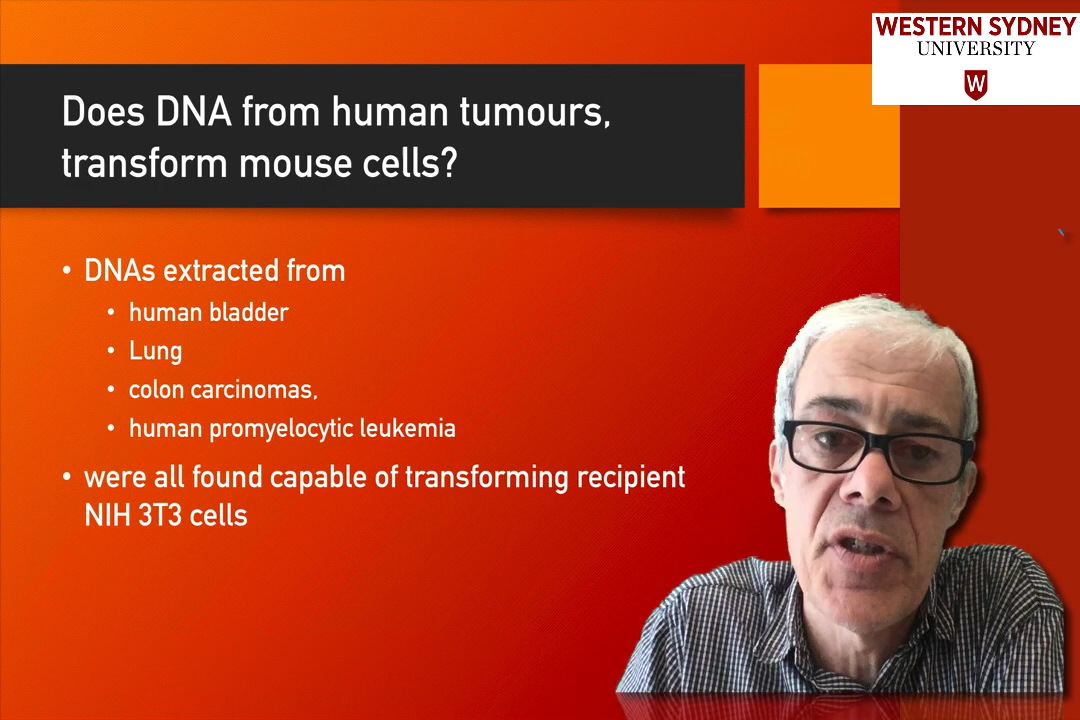 WESTERN SYDNEY
UNIVERSITY
W
Does DNA from human tumours,
transform mouse cells?
• DNAs extracted from
• human bladder
• Lung
• colon carcinomas,
• human promyelocytic leukemia
• were all found capable of transforming recipient
NIH 3T3 cells